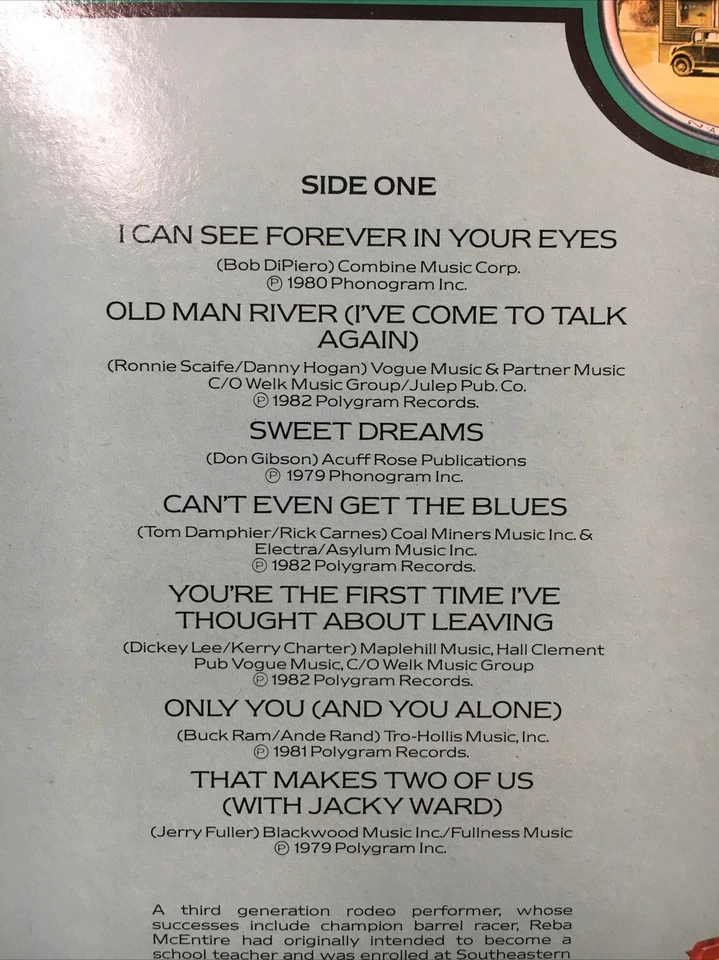 SIDE ONE
I CAN SEE FOREVER IN YOUR EYES
(Bob DiPiero) Combine Music Corp.
Ⓟ 1980 Phonogram Inc.
OLD MAN RIVER (I'VE COME TO TALK
AGAIN)
(Ronnie Scaife/Danny Hogan) Vogue Music & Partner Music
C/O Welk Music Group/Julep Pub. Co.
Ⓟ 1982 Polygram Records.
SWEET DREAMS
(Don Gibson) Acuff Rose Publications
Ⓟ 1979 Phonogram Inc.
CAN'T EVEN GET THE BLUES
(Tom Damphier/Rick Carnes) Coal Miners Music Inc. &
Electra/Asylum Music Inc.
Ⓟ 1982 Polygram Records.
YOU'RE THE FIRST TIME I'VE
THOUGHT ABOUT LEAVING
(Dickey Lee/Kerry Charter) Maplehill Music, Hall Clement
Pub Vogue Music, C/O Welk Music Group
Ⓟ 1982 Polygram Records.
ONLY YOU (AND YOU ALONE)
(Buck Ram/Ande Rand) Tro-Hollis Music, Inc.
Ⓟ 1981 Polygram Records.
THAT MAKES TWO OF US
(WITH JACKY WARD)
(Jerry Fuller) Blackwood Music Inc./Fullness Music
Ⓟ 1979 Polygram Inc.
A third generation rodeo performer, whose
successes include champion barrel racer, Reba
McEntire had originally intended to become a
school teacher and was enrolled at Southeastern